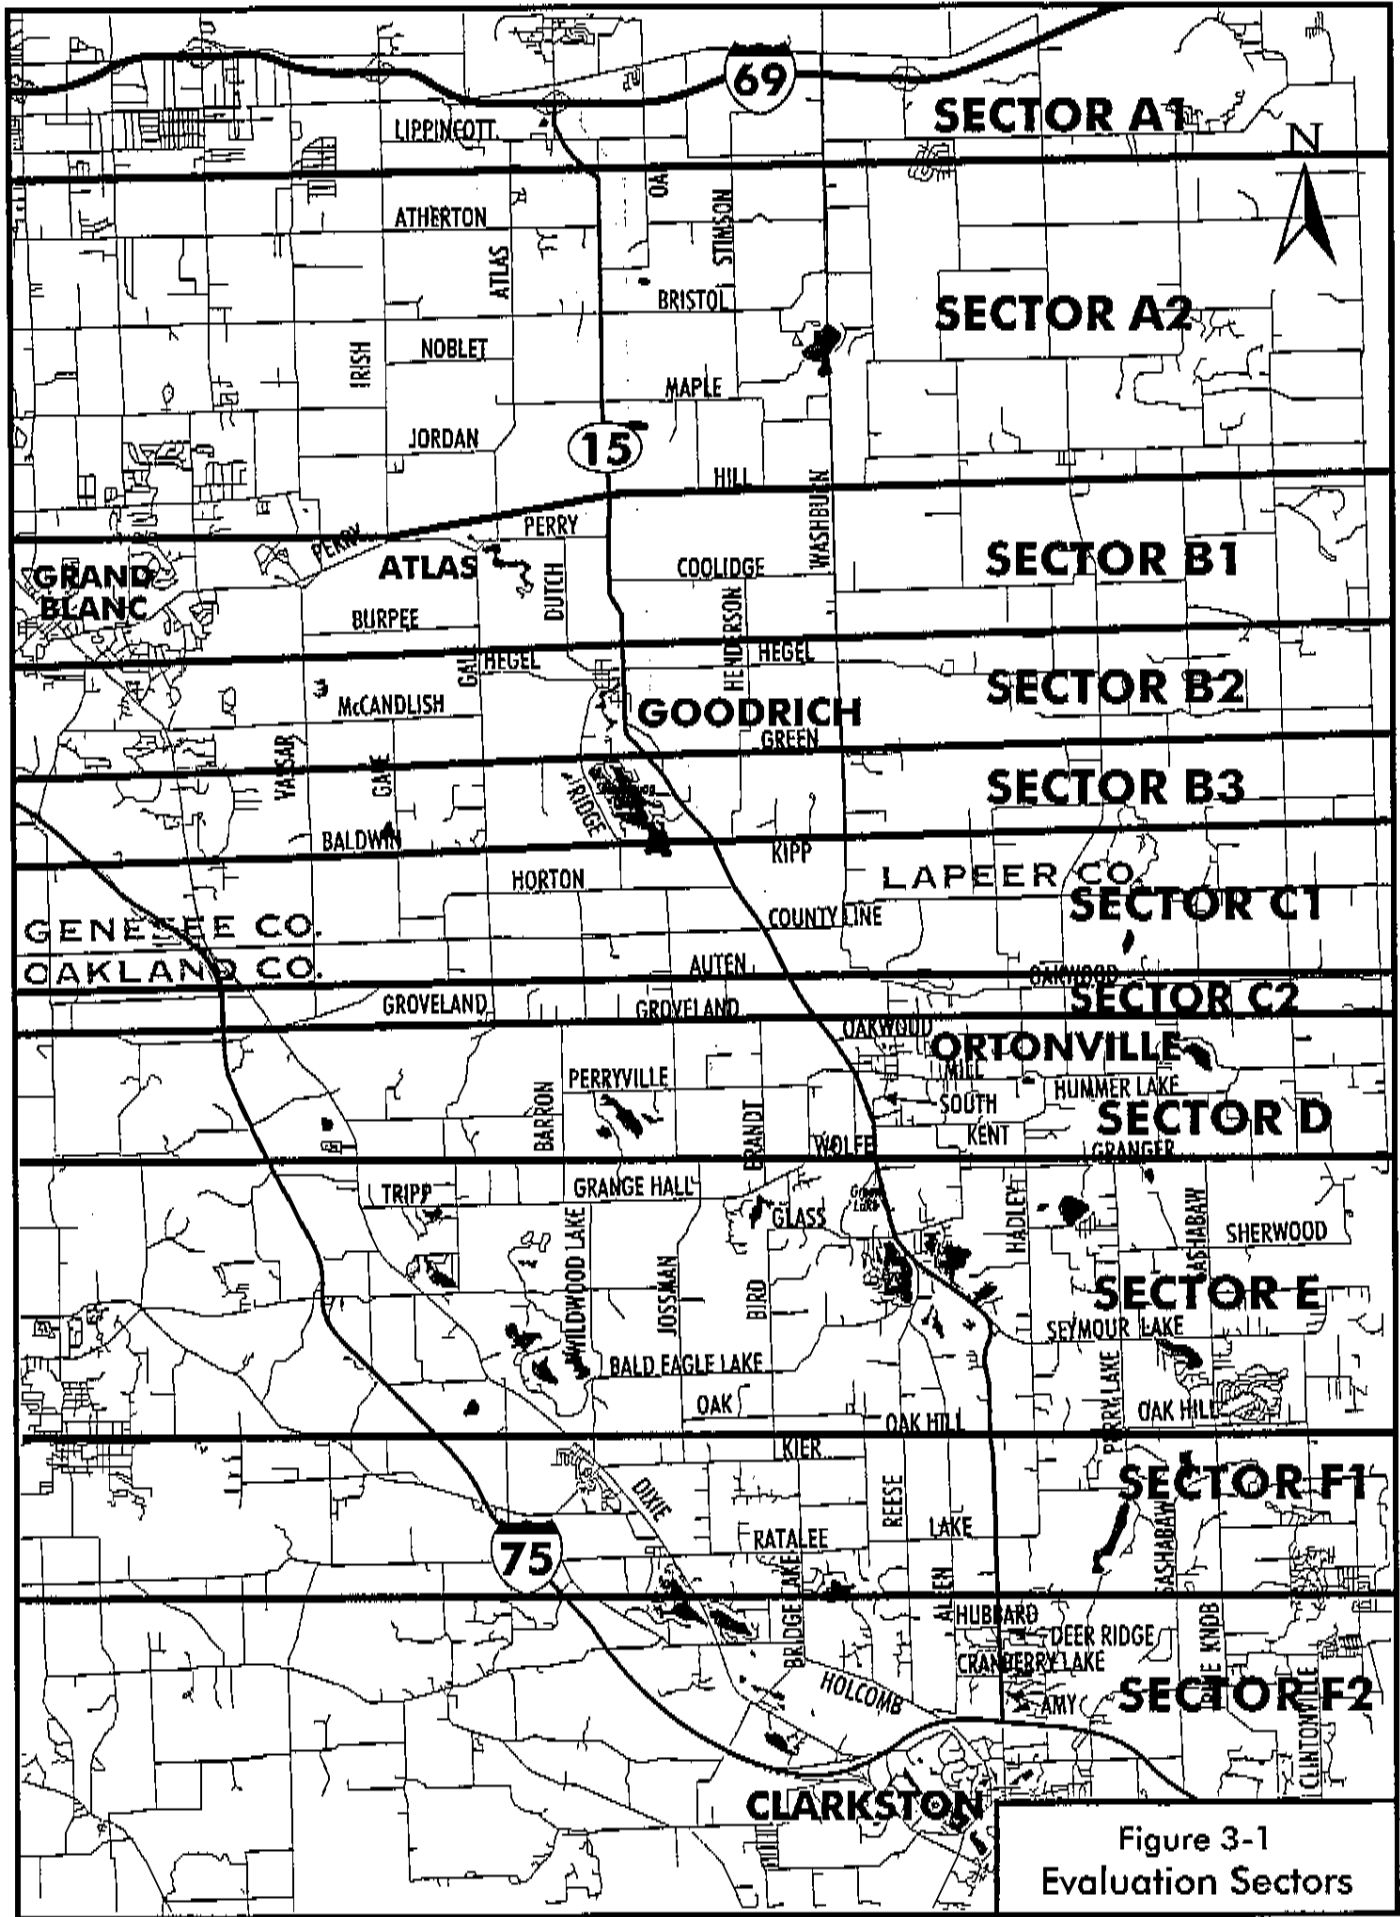 69
SECTOR A1
LIPPINCOTT
N
OAK
ATHERTON
STIMSON
ATLAS
BRISTOL
SECTOR A2
NOBLET
IRISH
MAPLE
JORDAN
15
HILL
WASHBURN
PERRY
PERRY
ATLAS
COOLIDGE
SECTOR B1
GRAND
BLANC
DUTCH
BURPEE
HENDERSON
HEGEL
HEGEL
GALE
SECTOR B2
McCANDLISH
GOODRICH
GREEN
VASSAR
GALE
SECTOR B3
RIDGE
BALDWIN
KIPP
HORTON
LAPEER CO.
SECTOR C1
COUNTY LINE
GENESEE CO.
OAKLAND CO.
AUTEN
OAKWOOD
SECTOR C2
GROVELAND
GROVELAND
OAKWOOD
ORTONVILLE
MILL
PERRYVILLE
HUMMER LAKE
BARRON
SOUTH
SECTOR D
BRANDT
WOLFE
KENT
GRANGER
TRIPP
GRANGE HALL
GLASS
HADLEY
SASHABAW
SHERWOOD
WILDWOOD LAKE
JOSSMAN
BIRD
SECTOR E
SEYMOUR LAKE
BALD EAGLE LAKE
PERRY LAKE
OAK
OAK HILL
OAK HILL
KIER
SECTOR F1
DIXIE
REESE
LAKE
RATALEE
75
SASHABAW
BRIDGE LAKE
ALLEN
HUBBARD
DEER RIDGE
CRANBERRY LAKE
PINE KNOB
HOLCOMB
AMY
SECTOR F2
CLINTONVILLE
CLARKSTON
Figure 3-1
Evaluation Sectors